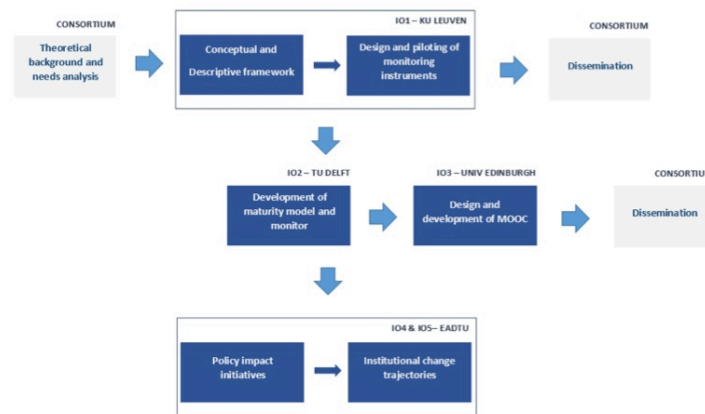 CONSORTIUM
Theoretical
background and
needs analysis
IO1 – KU LEUVEN
Conceptual and
Descriptive framework
Design and piloting of
monitoring
instruments
CONSORTIUM
Dissemination
IO2 – TU DELFT
Development of
maturity model and
monitor
IO3 – UNIV EDINBURGH
Design and
development of MOOC
CONSORTIU
Dissemination
IO4 & IO5– EADTU
Policy impact
initiatives
Institutional change
trajectories